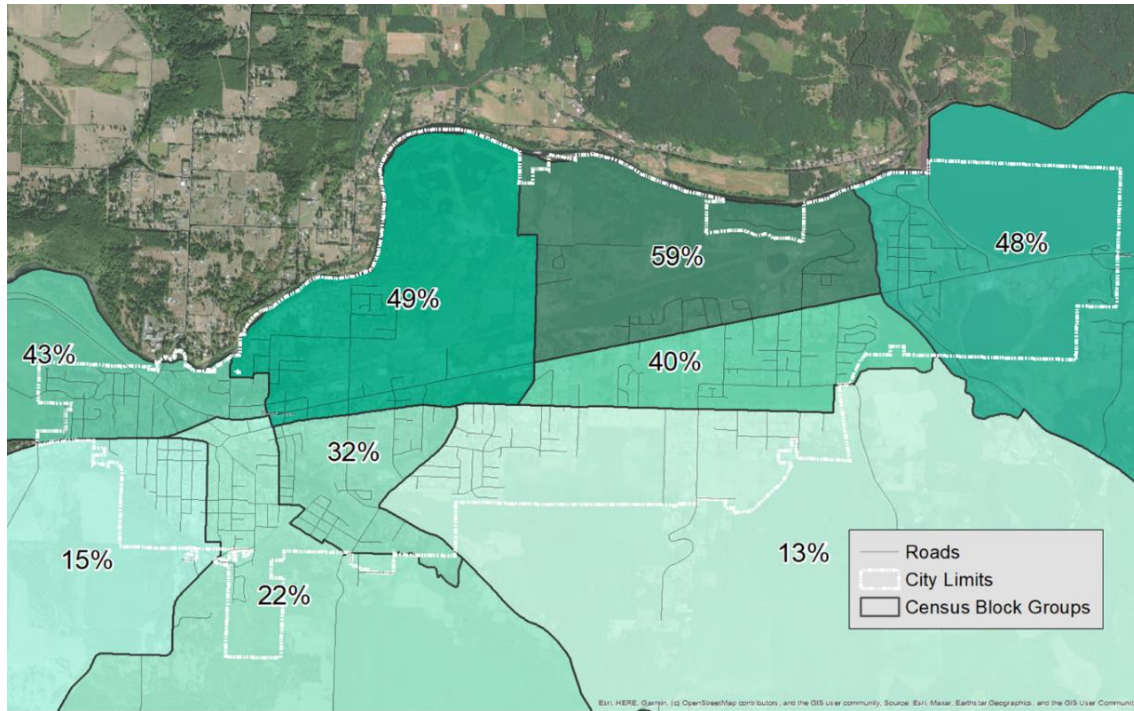 48%
59%
49%
43%
40%
32%
15%
13%
22%
Roads
City Limits
Census Block Groups
Esri, HERE, Garmin, (c) OpenStreetMap contributors, and the GIS user community, Source: Esri, Maxar, Earthstar Geographics, and the GIS User Communit